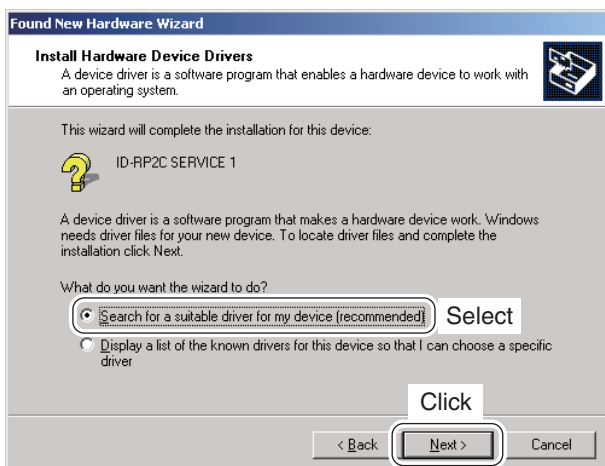 Found New Hardware Wizard
Install Hardware Device Drivers
A device driver is a software program that enables a hardware device to work with
an operating system.
This wizard will complete the installation for this device:
ID-RP2C SERVICE 1
A device driver is a software program that makes a hardware device work. Windows
needs driver files for your new device. To locate driver files and complete the
installation click Next.
What do you want the wizard to do?
Search for a suitable driver for my device (recommended) Select
Display a list of the known drivers for this device so that I can choose a specific
driver
Click
< Back Next > Cancel